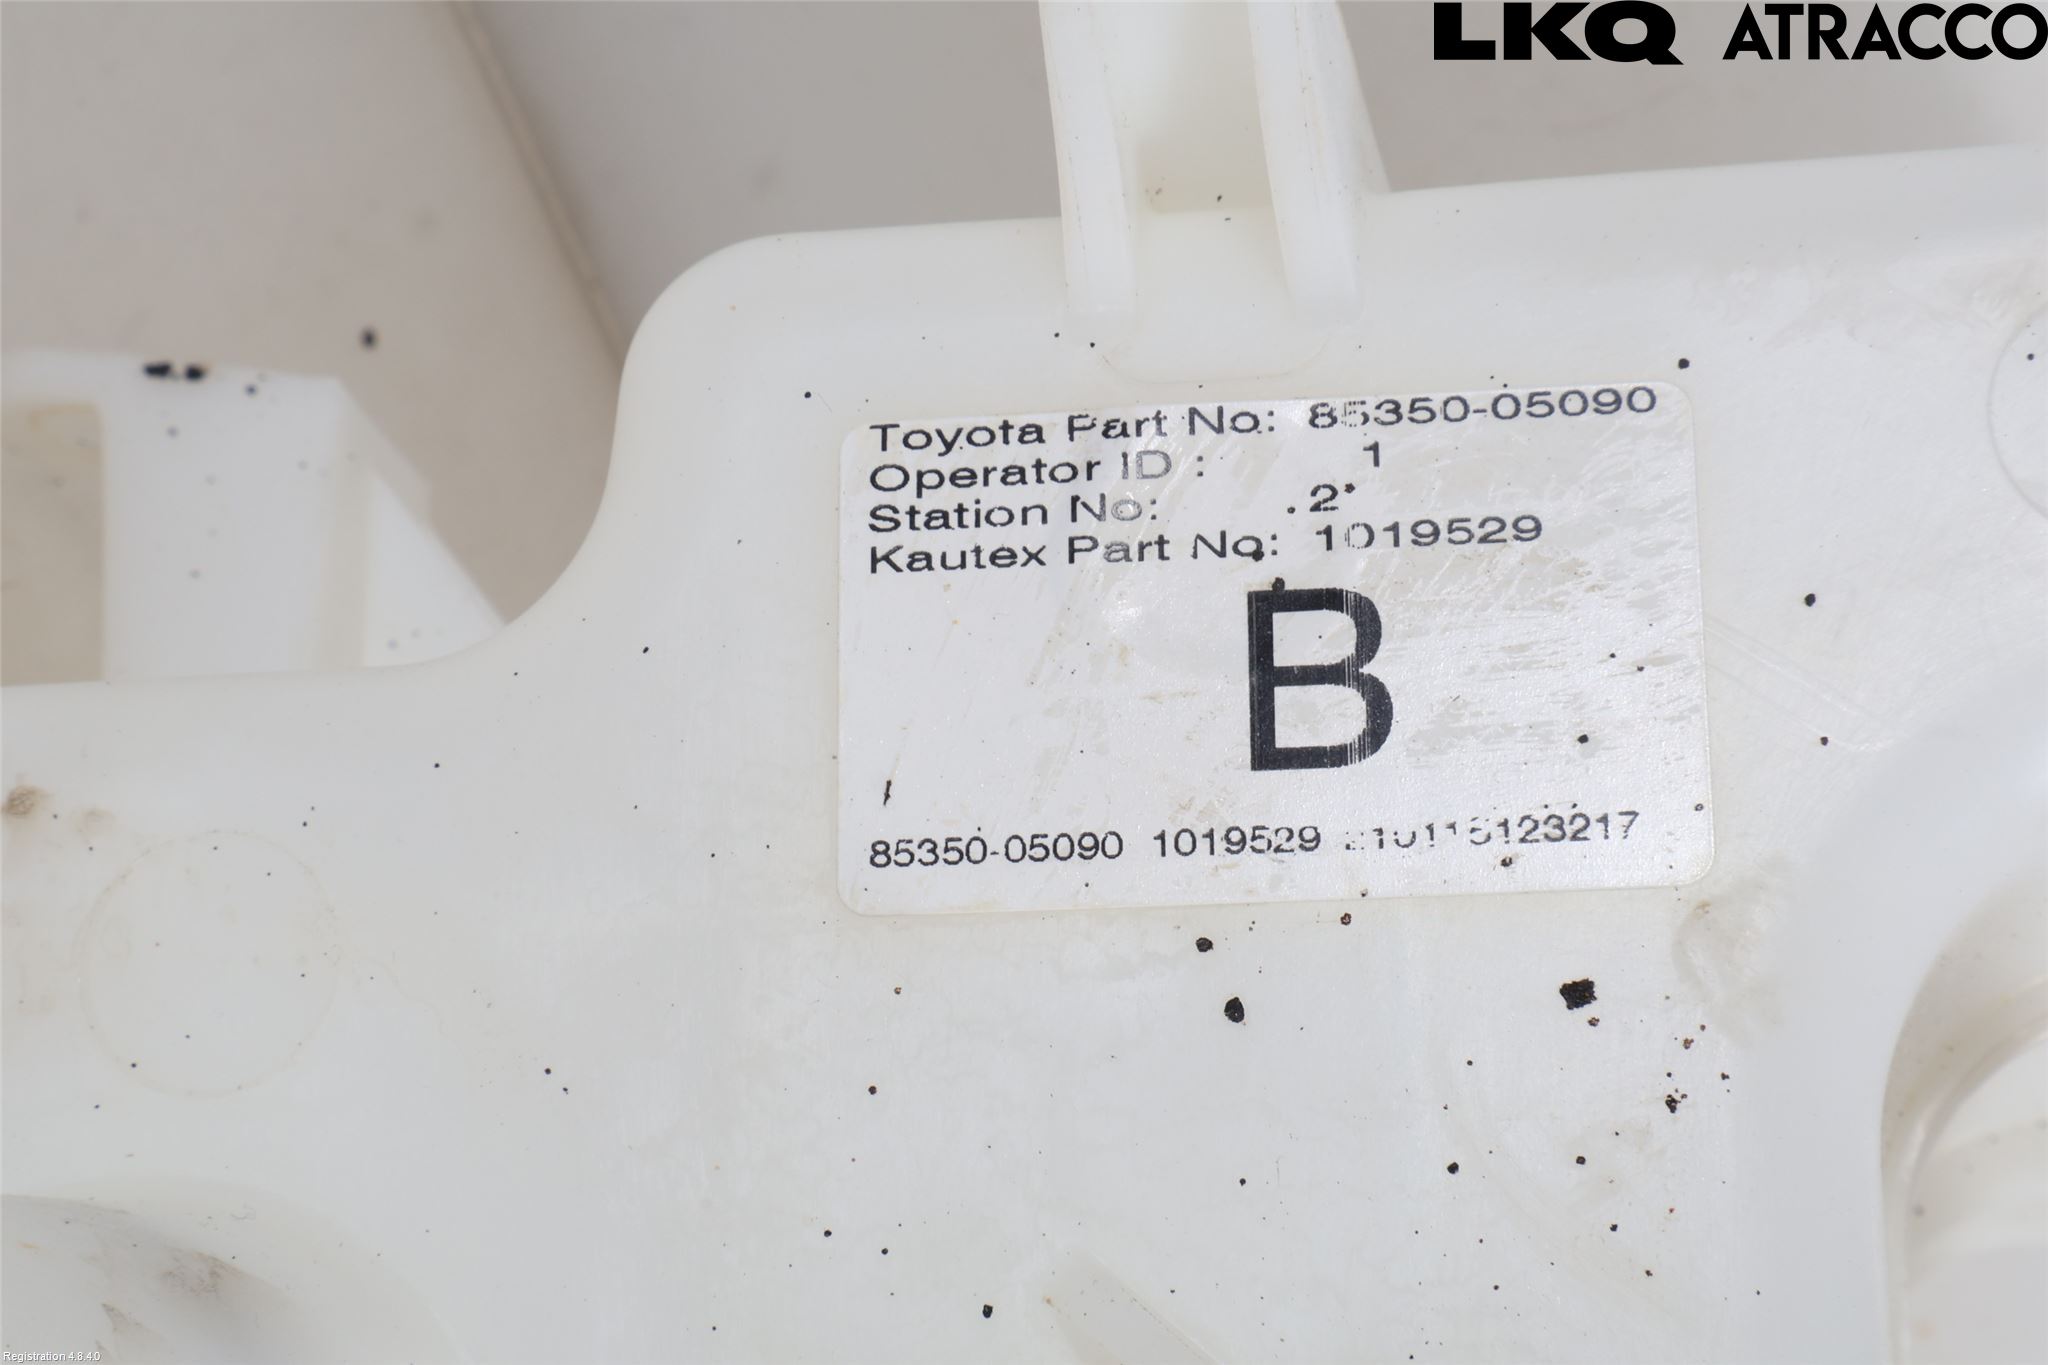 LKQ ATRACCO
Toyota Part No: 85350-05090
Operator ID : 1
Station No: 2
Kautex Part No: 1019529
B
85350-05090 1019529
Registration 4.8.4.0